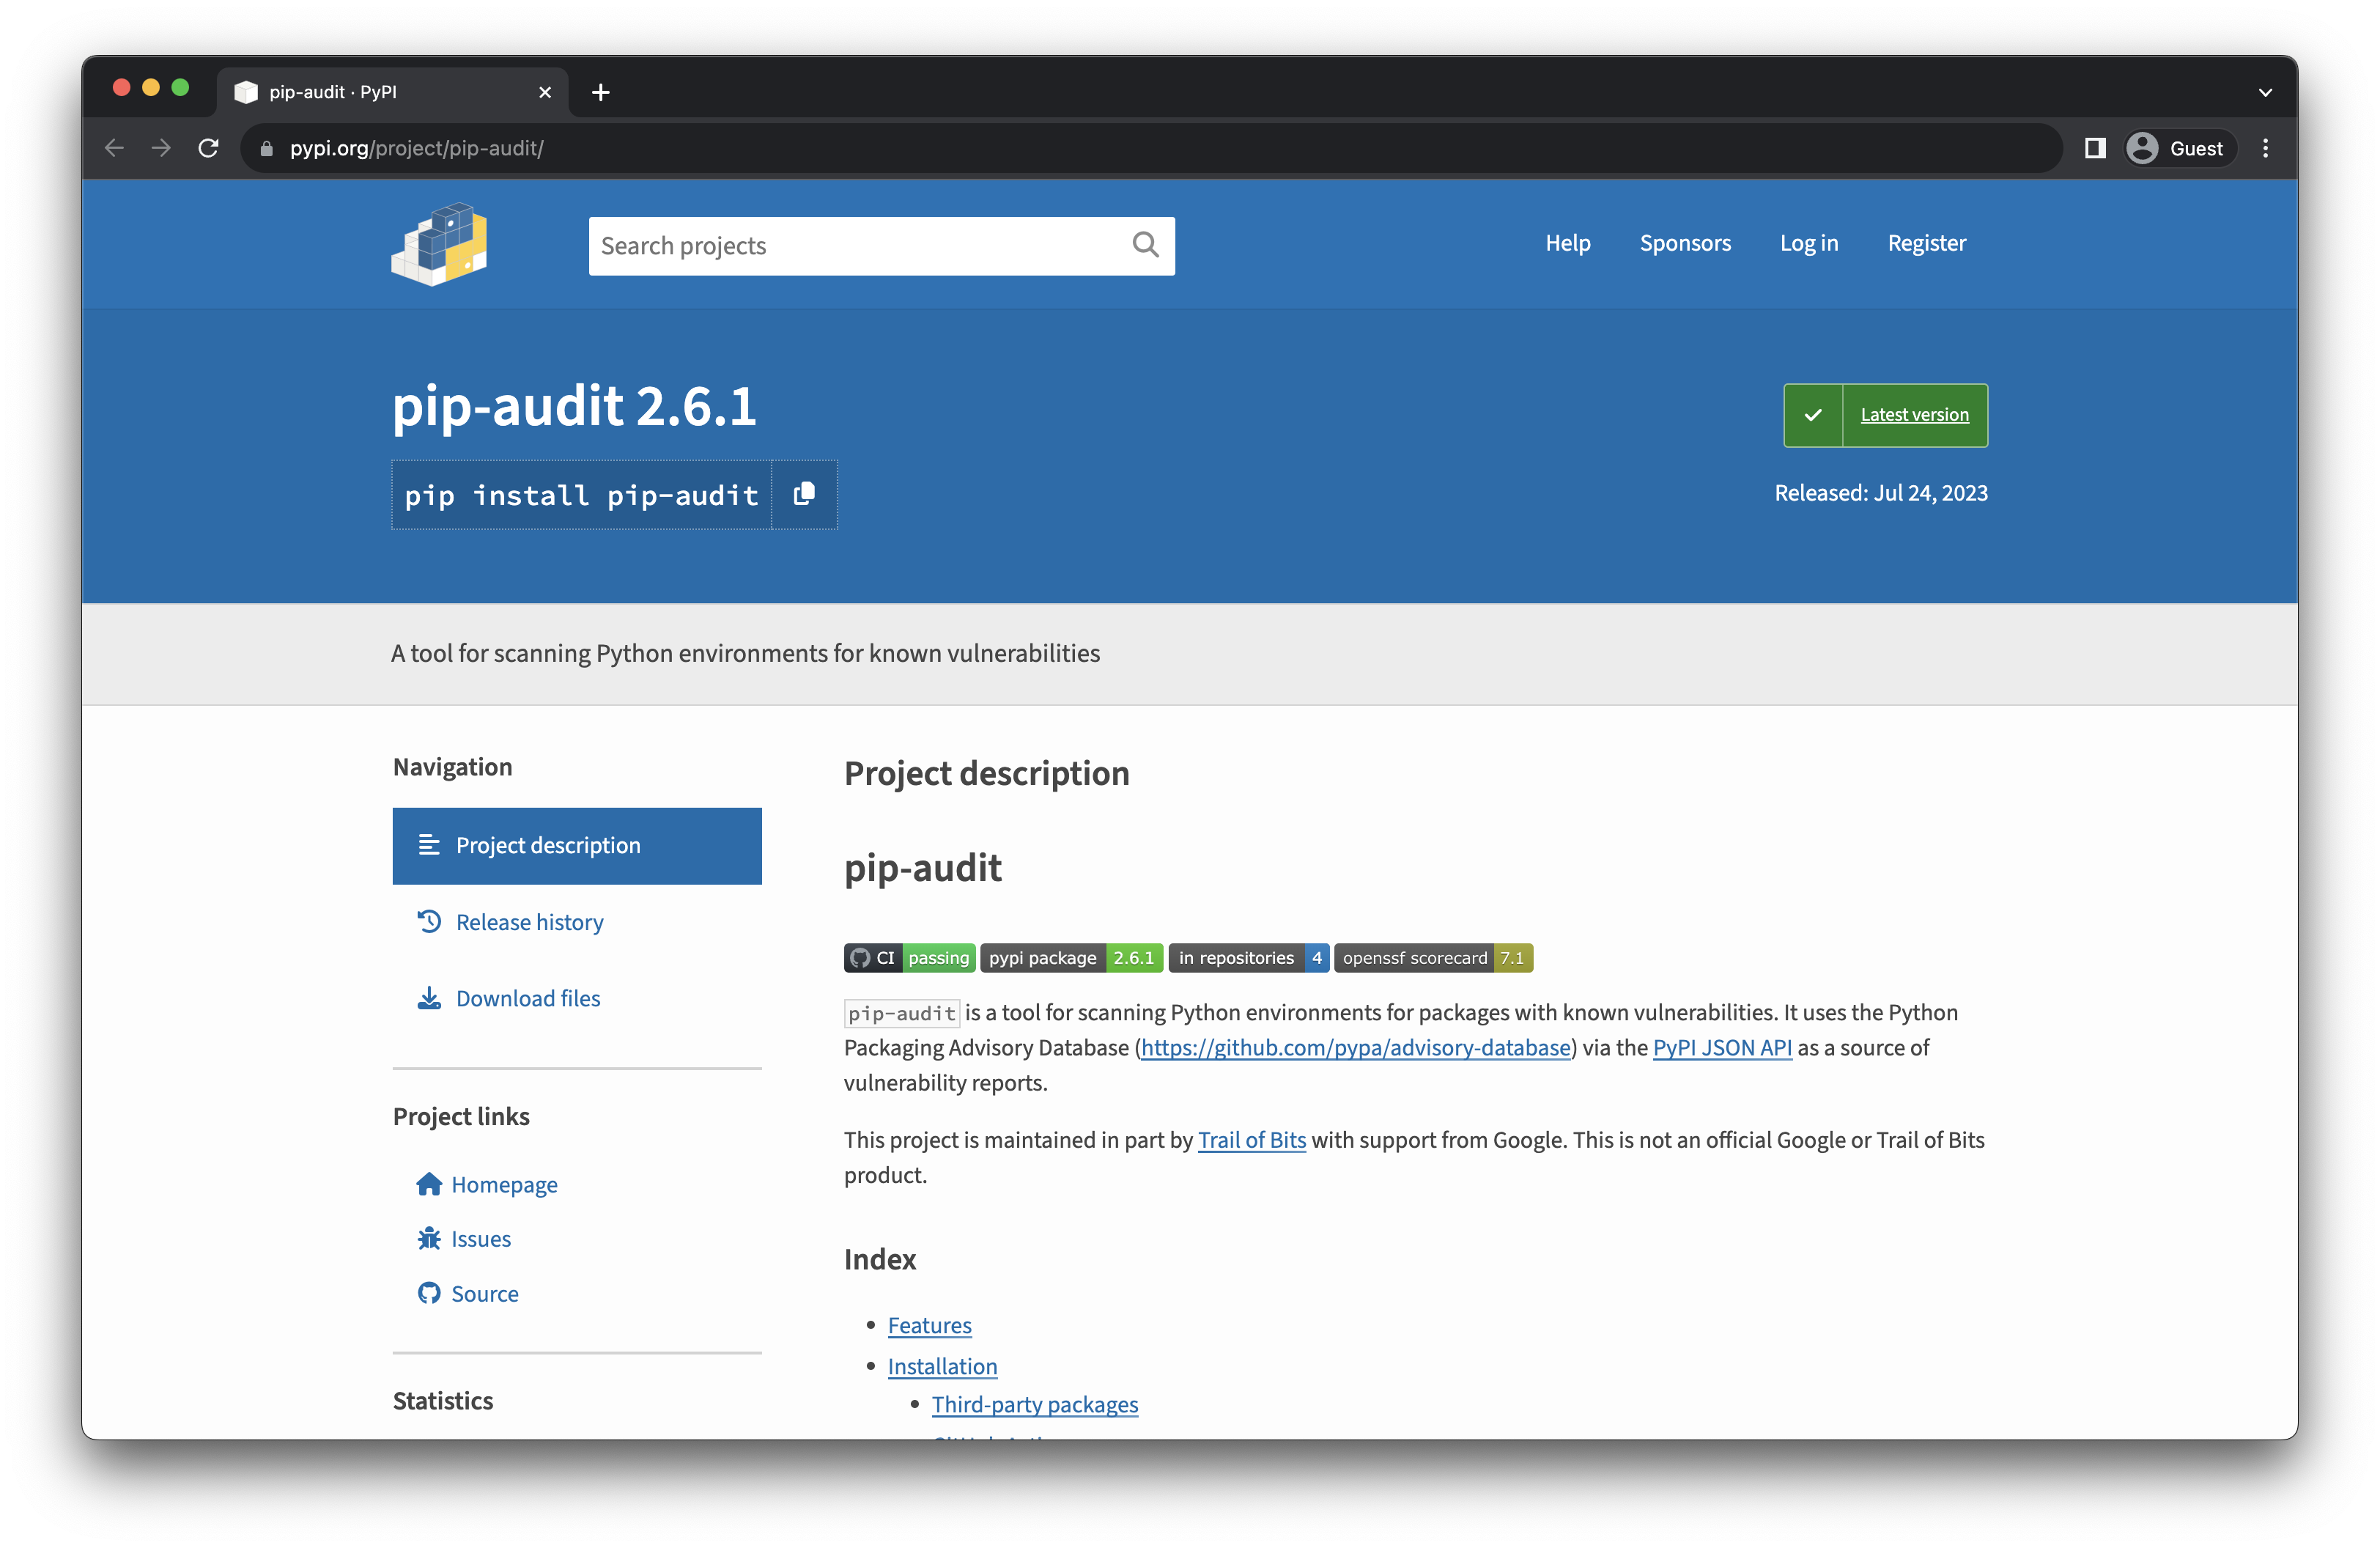 pip-audit · PyPI
pypi.org/project/pip-audit/
Guest
Search projects
Help
Sponsors
Log in
Register
pip-audit 2.6.1
Latest version
pip install pip-audit
Released: Jul 24, 2023
A tool for scanning Python environments for known vulnerabilities
Navigation
Project description
Release history
Download files
Project links
Homepage
Issues
Source
Statistics
Project description
pip-audit
CI passing pypi package 2.6.1 in repositories 4 openssf scorecard 7.1
pip-audit is a tool for scanning Python environments for packages with known vulnerabilities. It uses the Python
Packaging Advisory Database (https://github.com/pypa/advisory-database) via the PyPI JSON API as a source of
vulnerability reports.
This project is maintained in part by Trail of Bits with support from Google. This is not an official Google or Trail of Bits
product.
Index
Features
Installation
Third-party packages